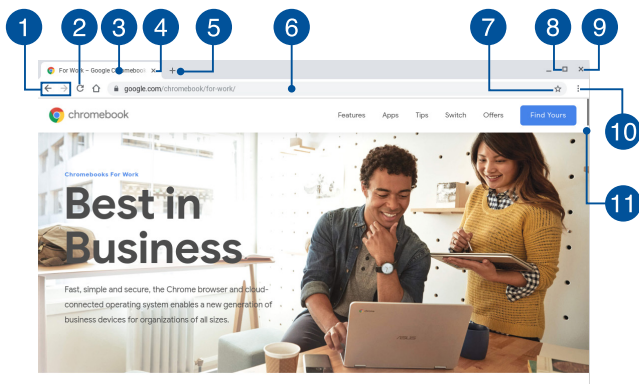 1 2 3 4 5 6 7 8 9
For Work – Google Chromeboo
google.com/chromebook/for-work/
10
chromebook Features Apps Tips Switch Offers Find Yours
11
Chromebooks For Work
Best in
Business
Fast, simple and secure, the Chrome browser and cloud-
connected operating system enables a new generation of
business devices for organizations of all sizes.
ASUS